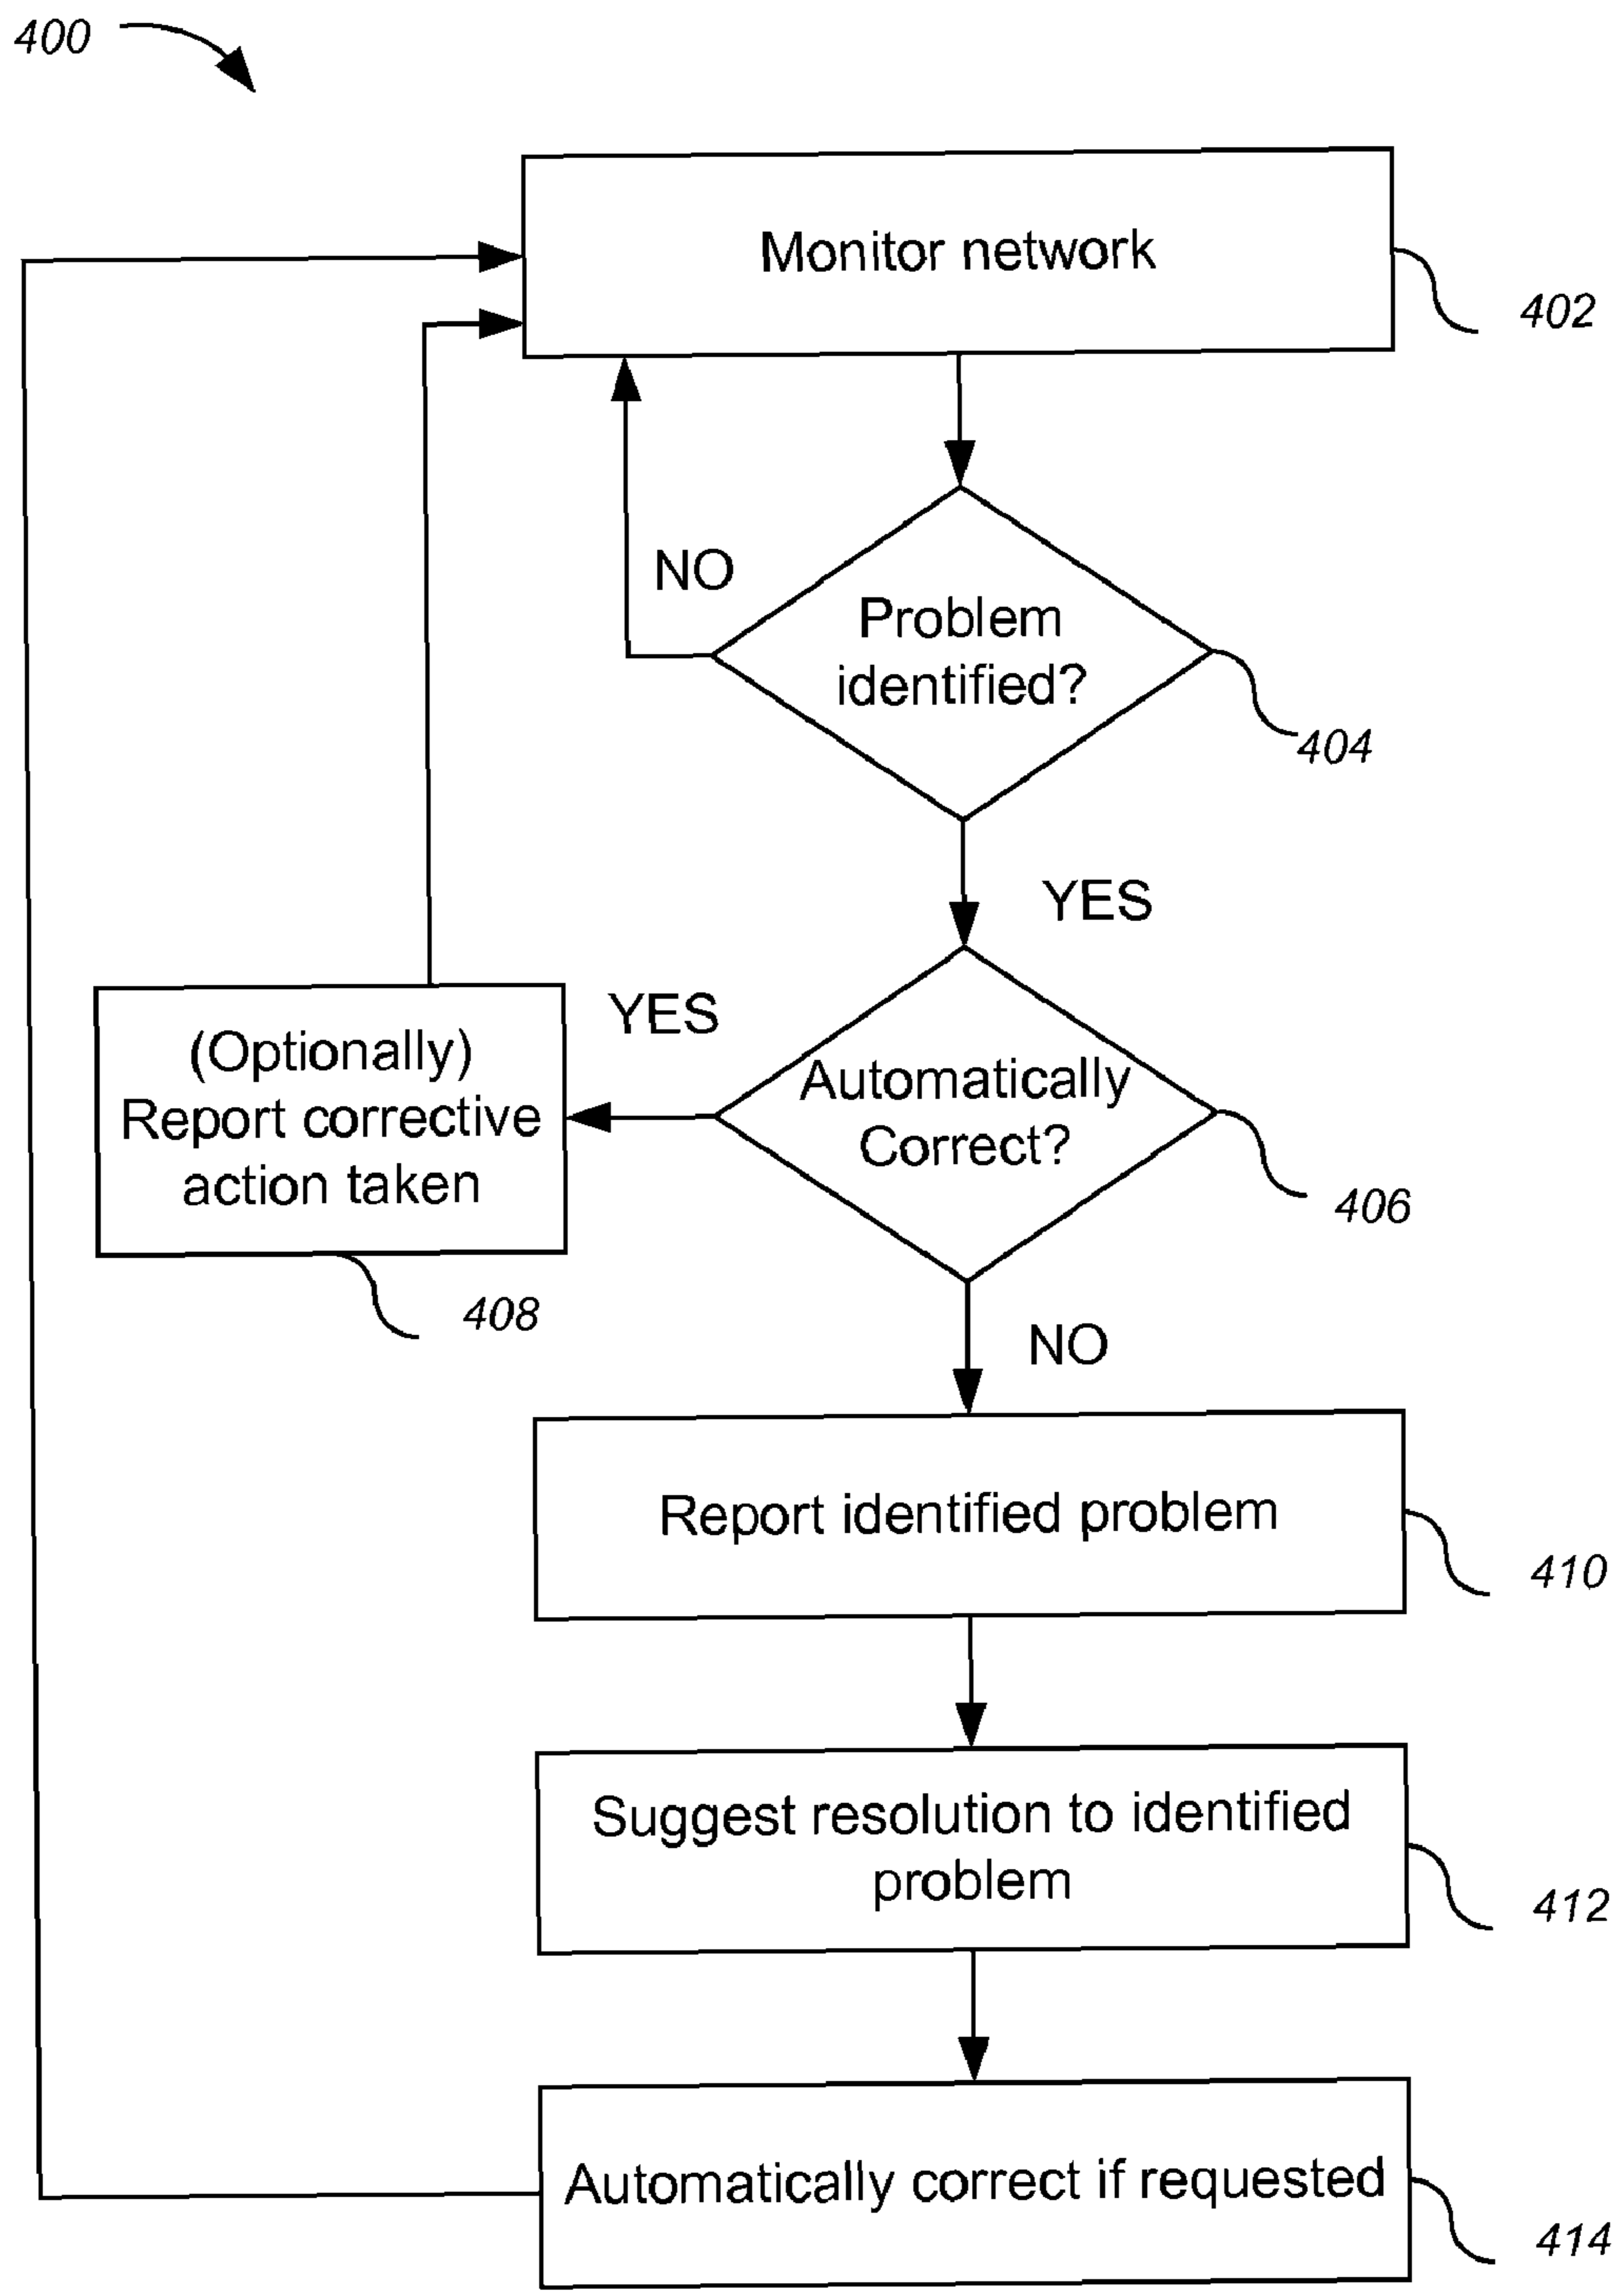 400
Monitor network
402
NO
Problem
identified?
404
YES
YES
(Optionally)
Report corrective
action taken
Automatically
Correct?
406
408
NO
Report identified problem
410
Suggest resolution to identified
problem
412
Automatically correct if requested
414